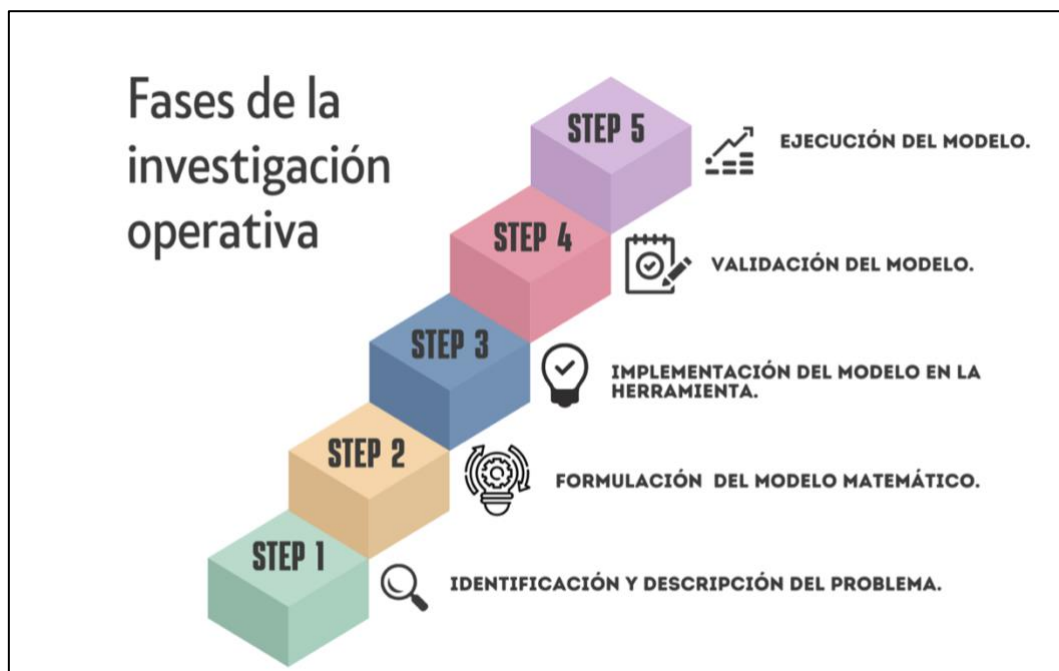 Fases de la
investigación
operativa
STEP 5
EJECUCIÓN DEL MODELO.
STEP 4
VALIDACIÓN DEL MODELO.
STEP 3
IMPLEMENTACIÓN DEL MODELO EN LA
HERRAMIENTA.
STEP 2
FORMULACIÓN DEL MODELO MATEMÁTICO.
STEP 1
IDENTIFICACIÓN Y DESCRIPCIÓN DEL PROBLEMA.